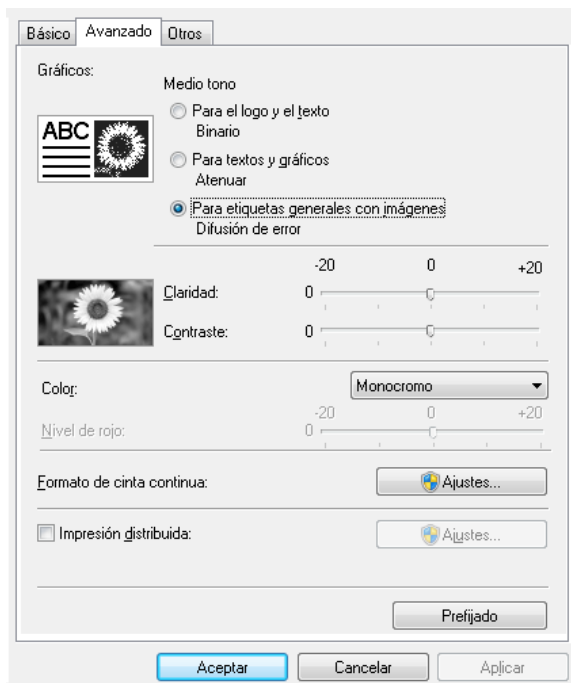 Básico Avanzado Otros
Gráficos:
Medio tono
Para el logo y el texto
Binario
ABC
Para textos y gráficos
Atenuar
Para etiquetas generales con imágenes
Difusión de error
-20 0 +20
Claridad: 0
Contraste: 0
Color: Monocromo
-20 0 +20
Nivel de rojo: 0
Formato de cinta continua: Ajustes...
Impresión distribuida: Ajustes...
Prefijado
Aceptar Cancelar Aplicar